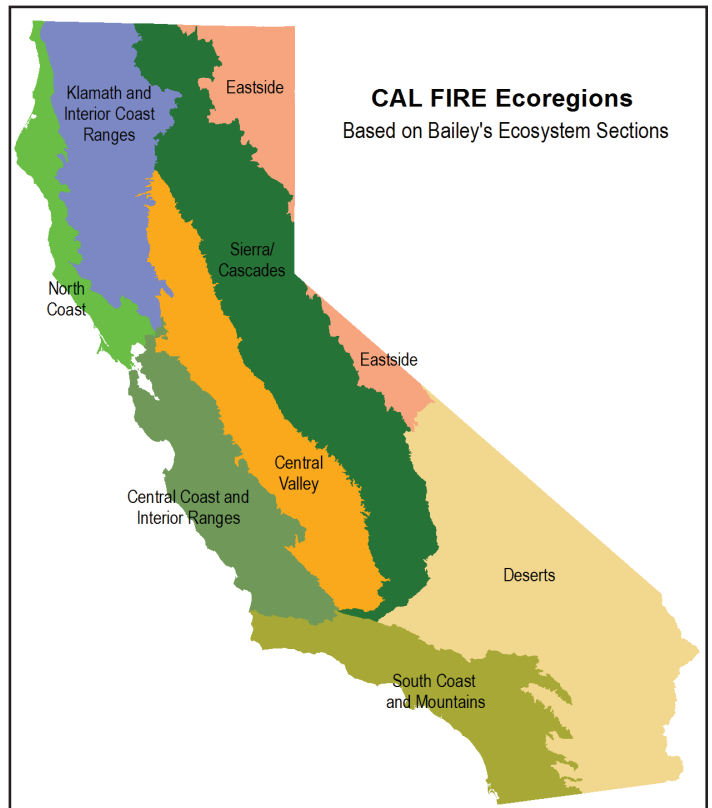 CAL FIRE Ecoregions
Based on Bailey's Ecosystem Sections
Eastside
Klamath and
Interior Coast
Ranges
Sierra/
Cascades
North
Coast
Eastside
Central
Valley
Central Coast and
Interior Ranges
Deserts
South Coast
and Mountains